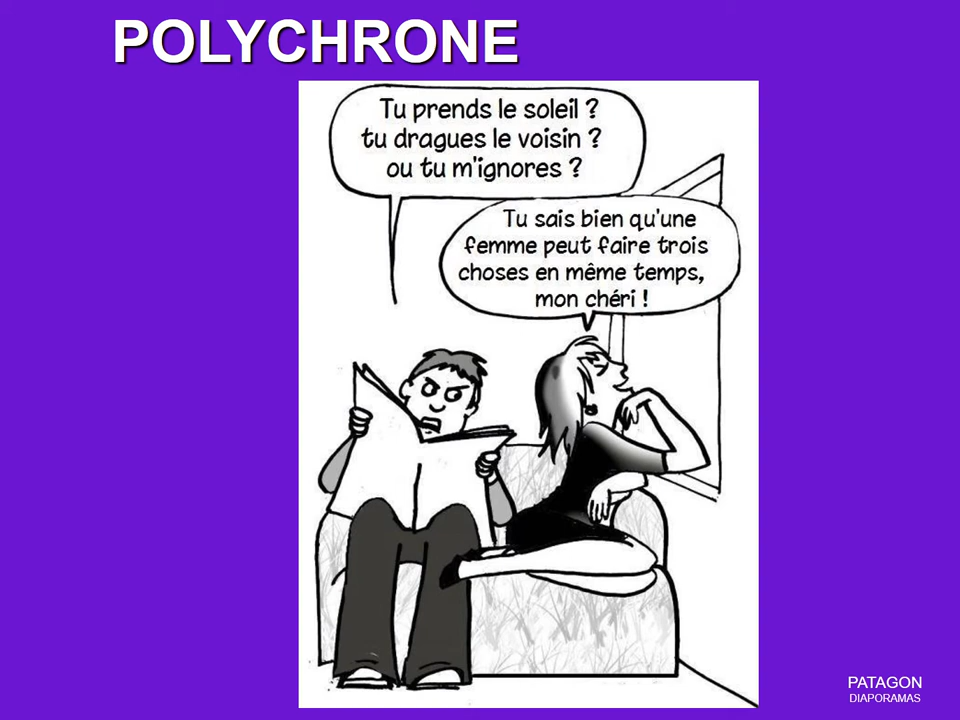 POLYCHRONE
Tu prends le soleil ?
tu dragues le voisin ?
ou tu m'ignores ?
Tu sais bien qu'une
femme peut faire trois
choses en même temps,
mon chéri !
PATAGON
DIAPORAMAS